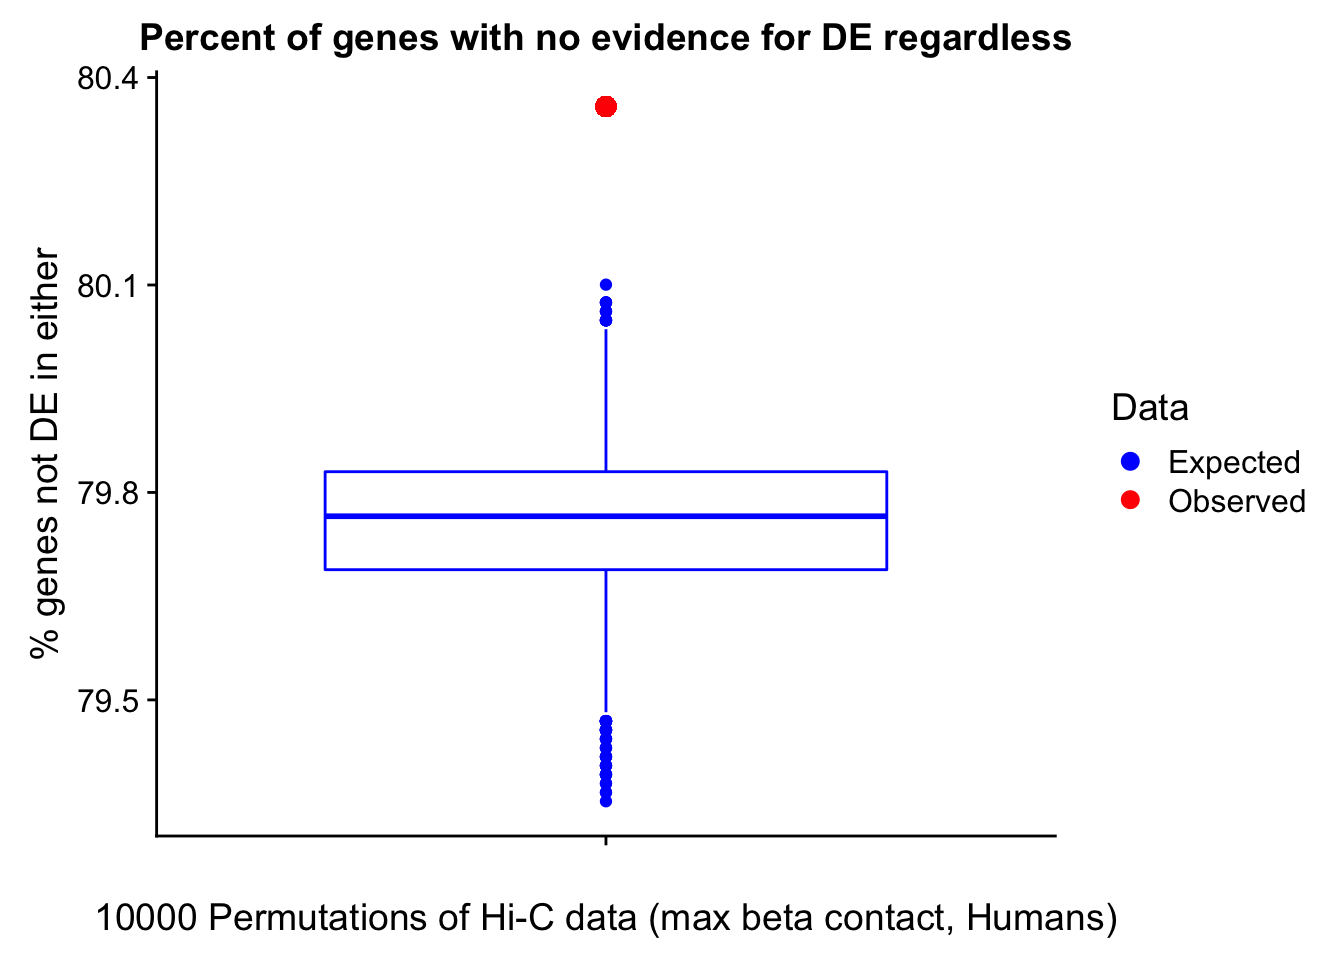 Percent of genes with no evidence for DE regardless
80.4
80.1
79.8
79.5
% genes not DE in either
10000 Permutations of Hi-C data (max beta contact, Humans)
Data
Expected
Observed